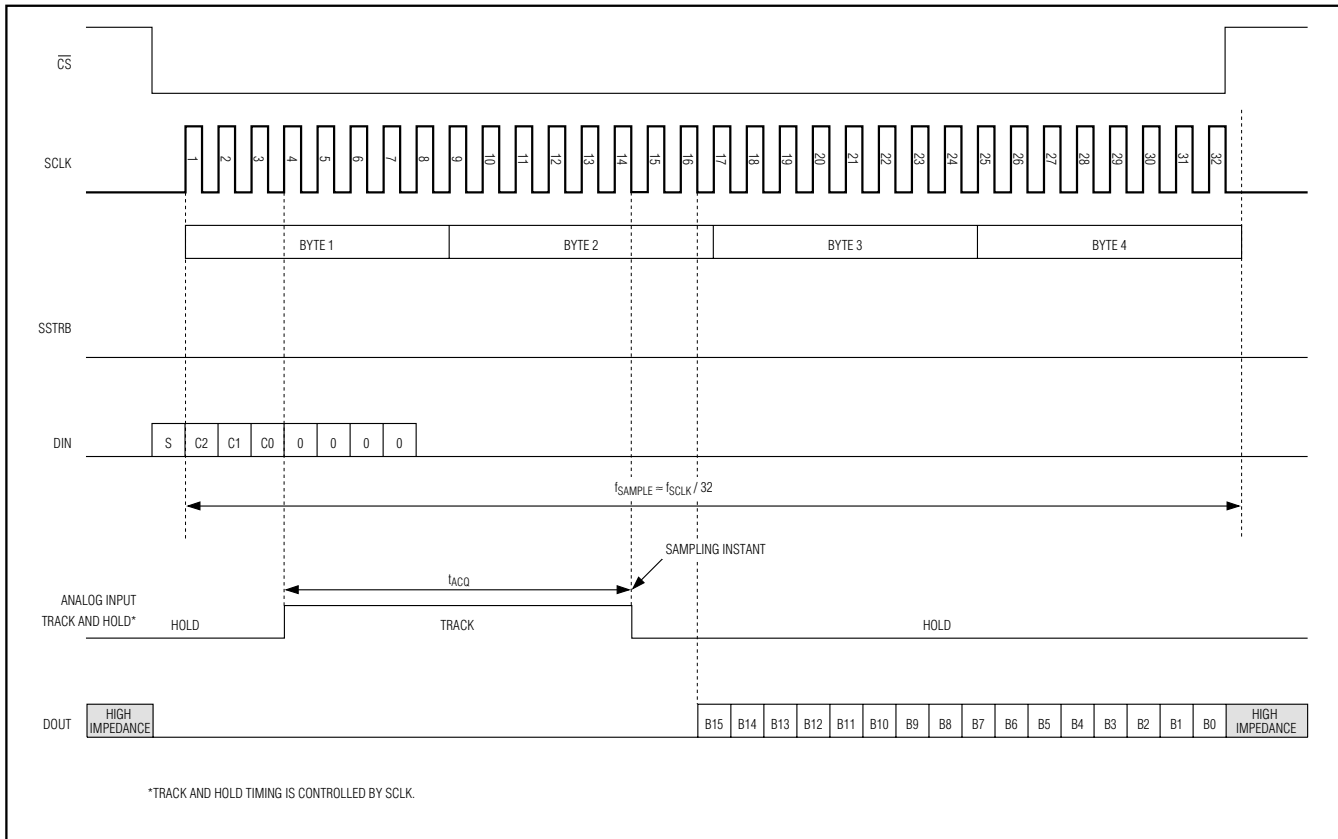 CS
SCLK
1 2 3 4 5 6 7 8 9 10 11 12 13 14 15 16 17 18 19 20 21 22 23 24 25 26 27 28 29 30 31 32
BYTE 1 BYTE 2 BYTE 3 BYTE 4
SSTRB
DIN
S C2 C1 C0 0 0 0 0
fSAMPLE = fSCLK / 32
SAMPLING INSTANT
tACQ
ANALOG INPUT
TRACK AND HOLD*
HOLD TRACK HOLD
DOUT
HIGH
IMPEDANCE
B15 B14 B13 B12 B11 B10 B9 B8 B7 B6 B5 B4 B3 B2 B1 B0
HIGH
IMPEDANCE
*TRACK AND HOLD TIMING IS CONTROLLED BY SCLK.